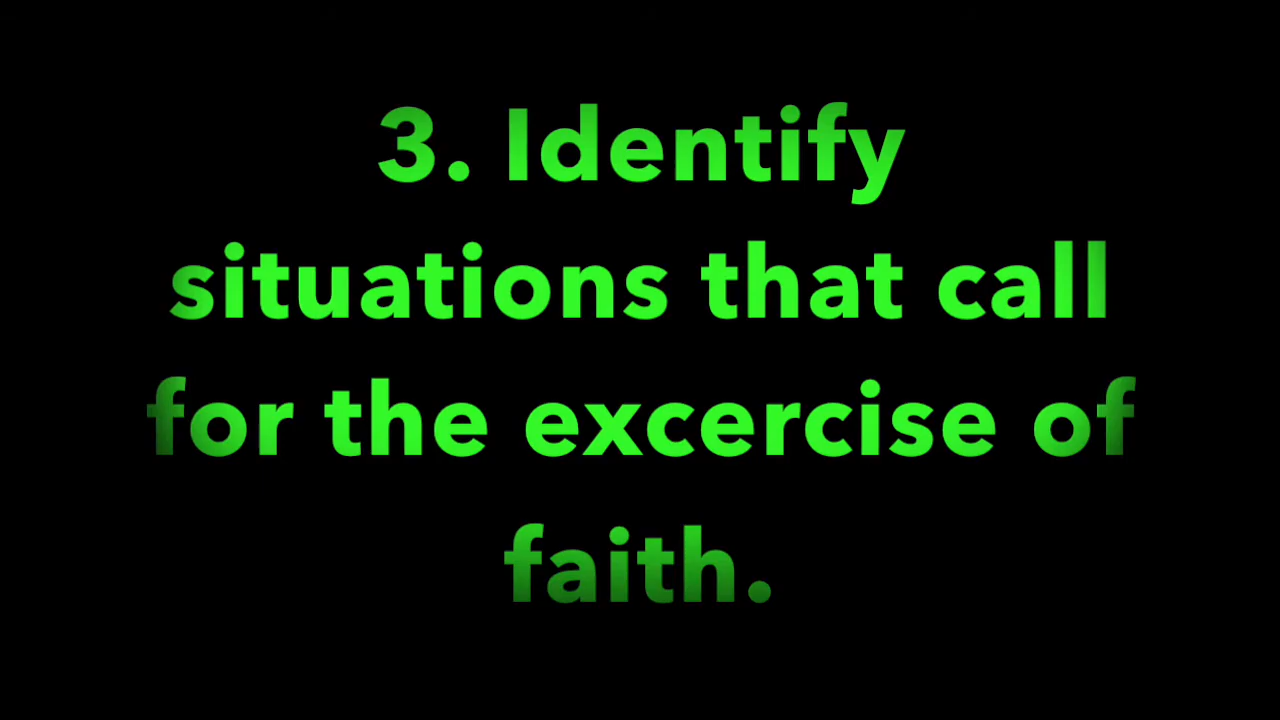 3. Identify
situations that call
for the excercise of
faith.